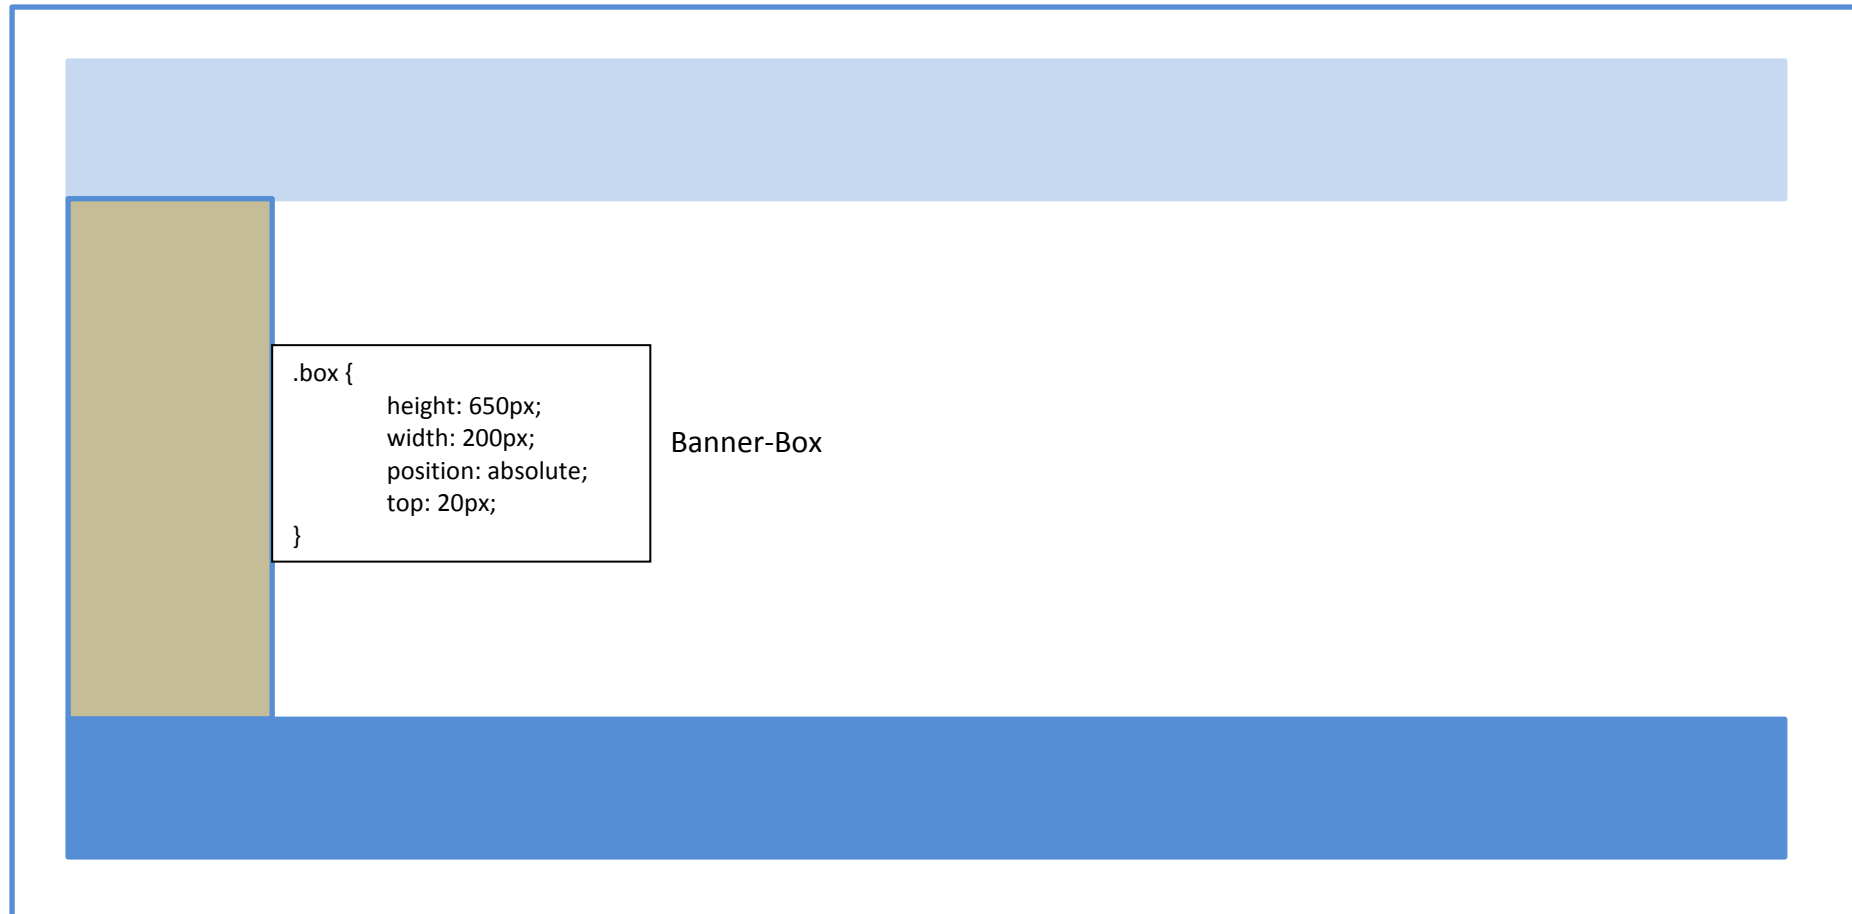 .box {
height: 650px;
width: 200px;
position: absolute;
top: 20px;
}
Banner-Box